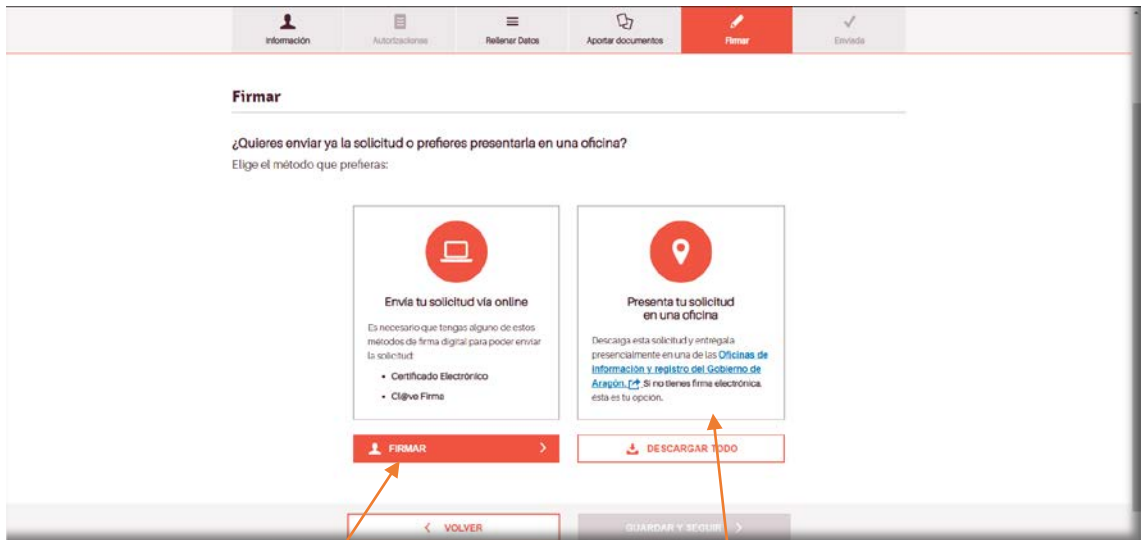 Información
Autorizaciones
Rellenar Datos
Aportar documentos
Firmar
Enviada
Firmar
¿Quieres enviar ya la solicitud o prefieres presentarla en una oficina?
Elige el método que prefieras:
Envía tu solicitud vía online
Es necesario que tengas alguno de estos
métodos de firma digital para poder enviar
la solicitud:
• Certificado Electrónico
• Cl@ve Firma
FIRMAR
Presenta tu solicitud
en una oficina
Descarga esta solicitud y entrégala
presencialmente en una de las Oficinas de
Información y registro del Gobierno de
Aragón. Si no tienes firma electrónica,
ésta es tu opción.
DESCARGAR TODO
VOLVER
GUARDAR Y SEGUIR